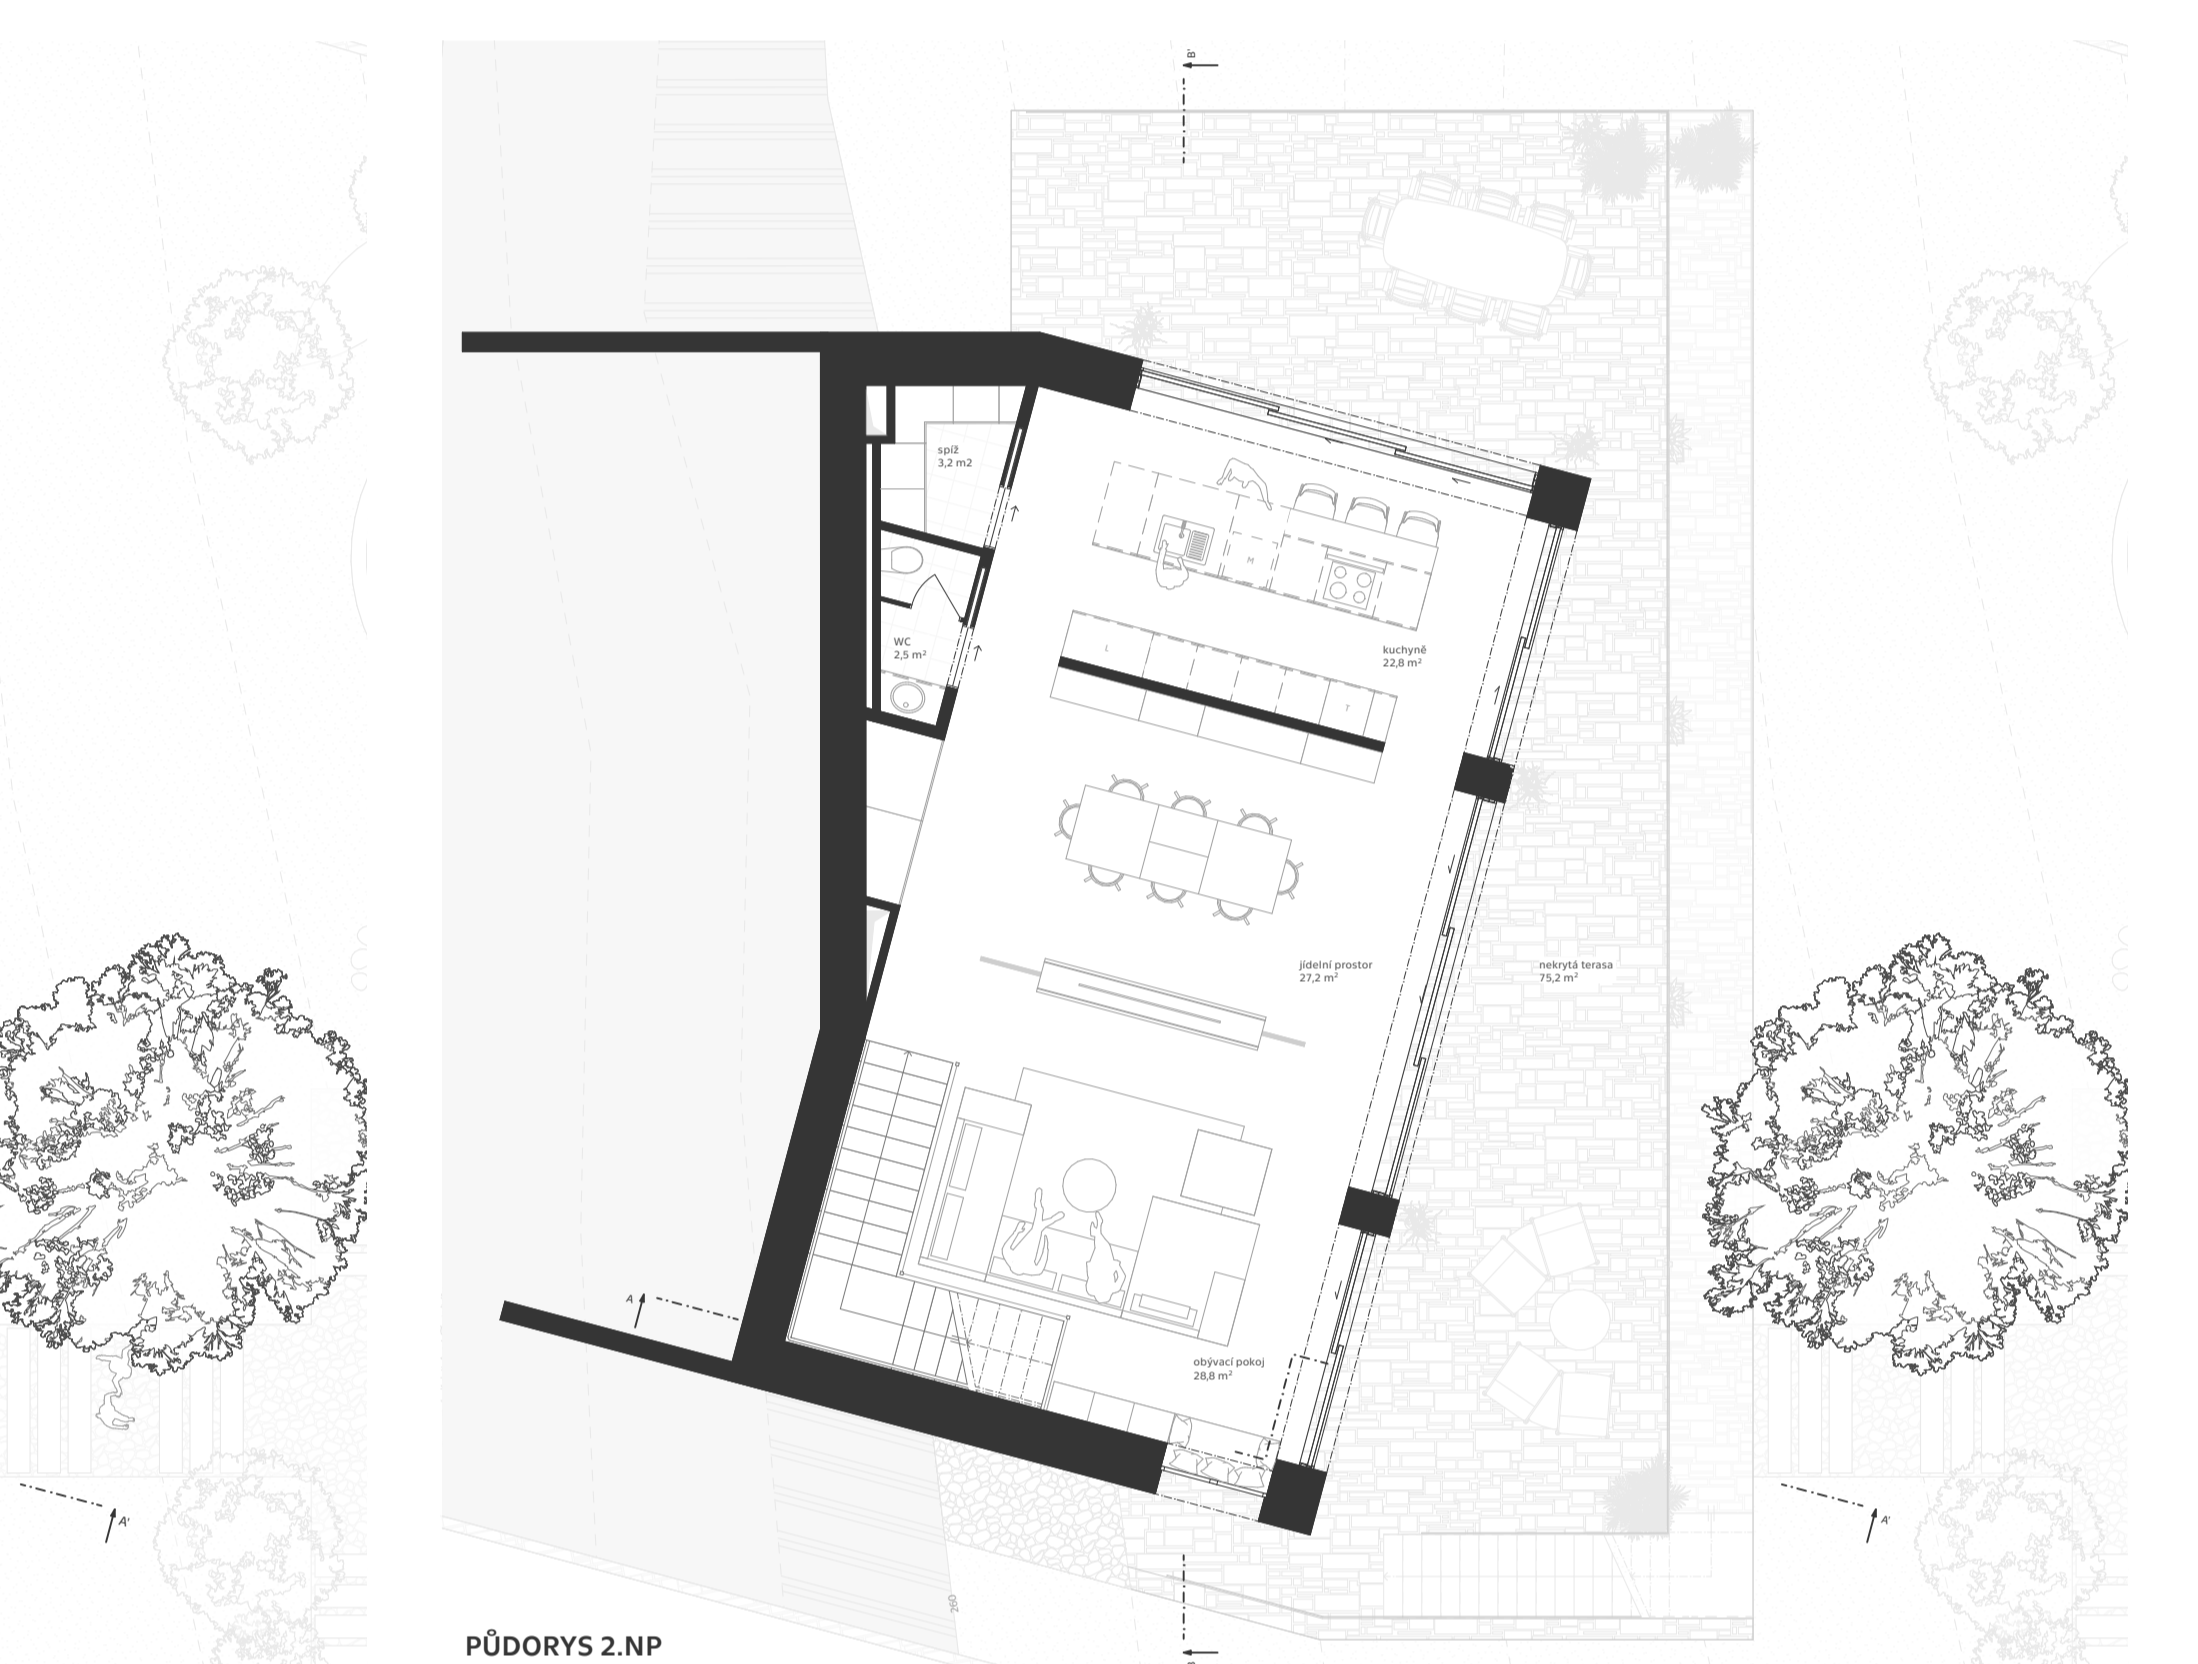 B'
spíž
3,2 m2
M
WC
2,5 m²
L
kuchyně
22,8 m²
T
jídelní prostor
27,2 m²
nekrytá terasa
75,2 m²
A
obývací pokoj
28,8 m²
A'
A'
260
PŮDORYS 2.NP